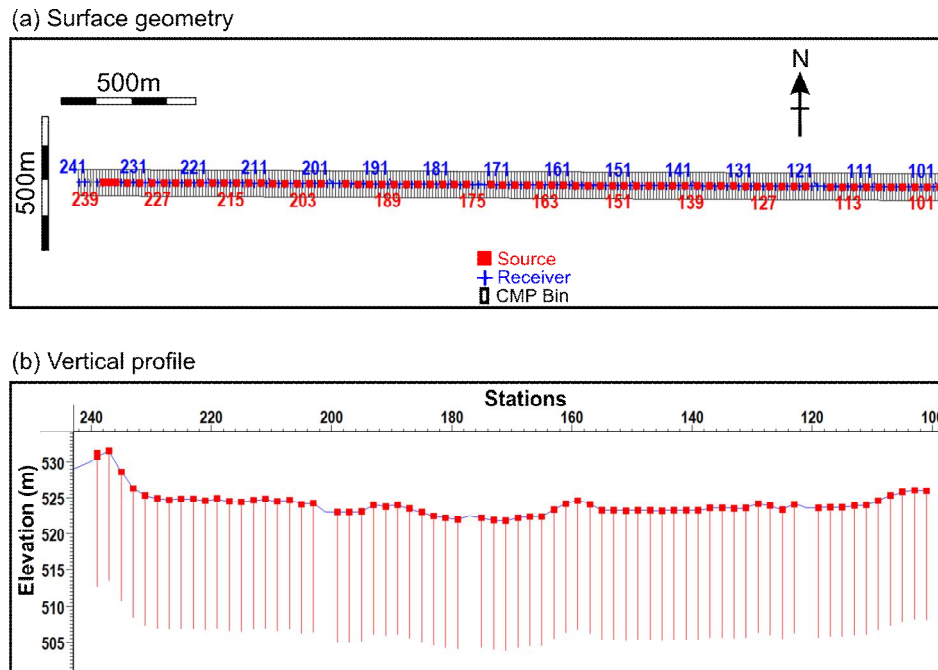 (a) Surface geometry
500m
N
500m
241 231 221 211 201 191 181 171 161 151 141 131 121 111 101
239 227 215 203 189 175 163 151 139 127 113 101
Source
Receiver
CMP Bin
(b) Vertical profile
Stations
240 220 200 180 160 140 120 100
Elevation (m)
530
525
520
515
510
505